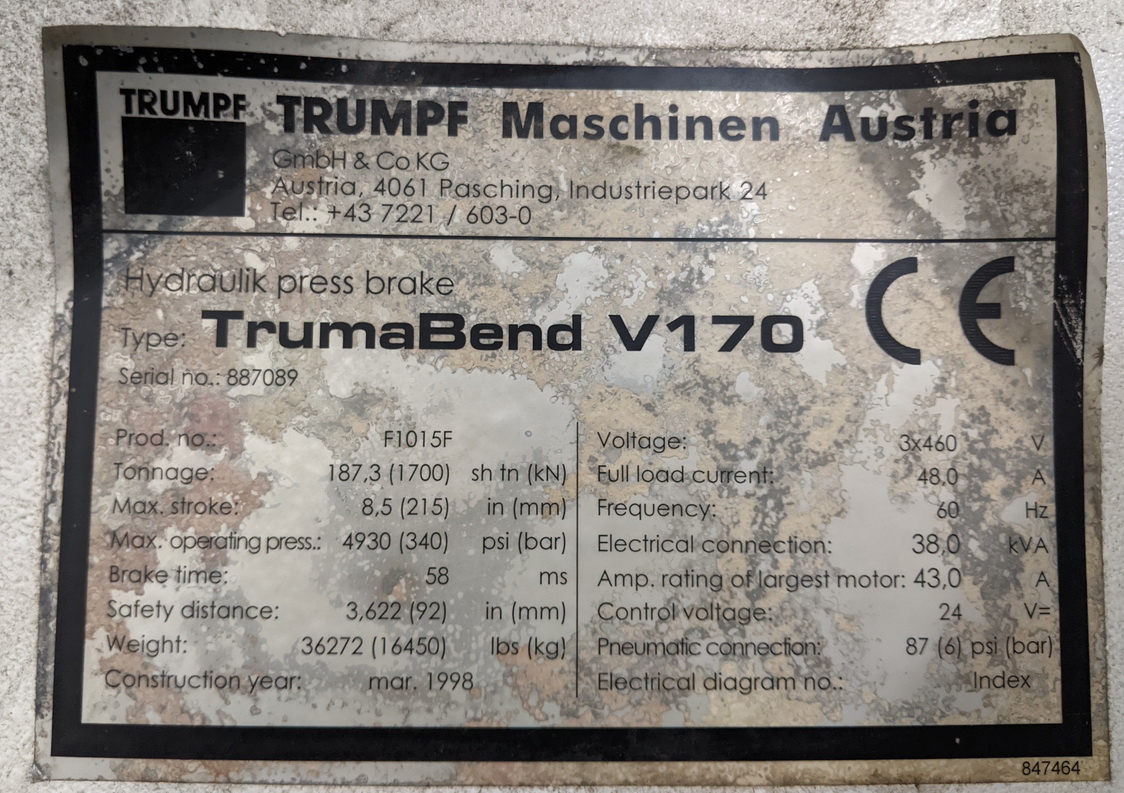 TRUMPF
TRUMPF Maschinen Austria
GmbH & Co KG
Austria, 4061 Pasching, Industriepark 24
Tel.: +43 7221 / 603-0
Hydraulik press brake
CE
Type: TrumaBend V170
Serial no.: 887089
Prod. no.: F1015F
Tonnage: 187,3 (1700) sh tn (kN)
Max. stroke: 8,5 (215) in (mm)
Max. operating press.: 4930 (340) psi (bar)
Brake time: 58 ms
Safety distance: 3,622 (92) in (mm)
Weight: 36272 (16450) lbs (kg)
Construction year: mar. 1998
Voltage: 3x460 V
Full load current: 48,0 A
Frequency: 60 Hz
Electrical connection: 38,0 kVA
Amp. rating of largest motor: 43,0 A
Control voltage: 24 V=
Pneumatic connection: 87 (6) psi (bar)
Electrical diagram no.: Index
847464